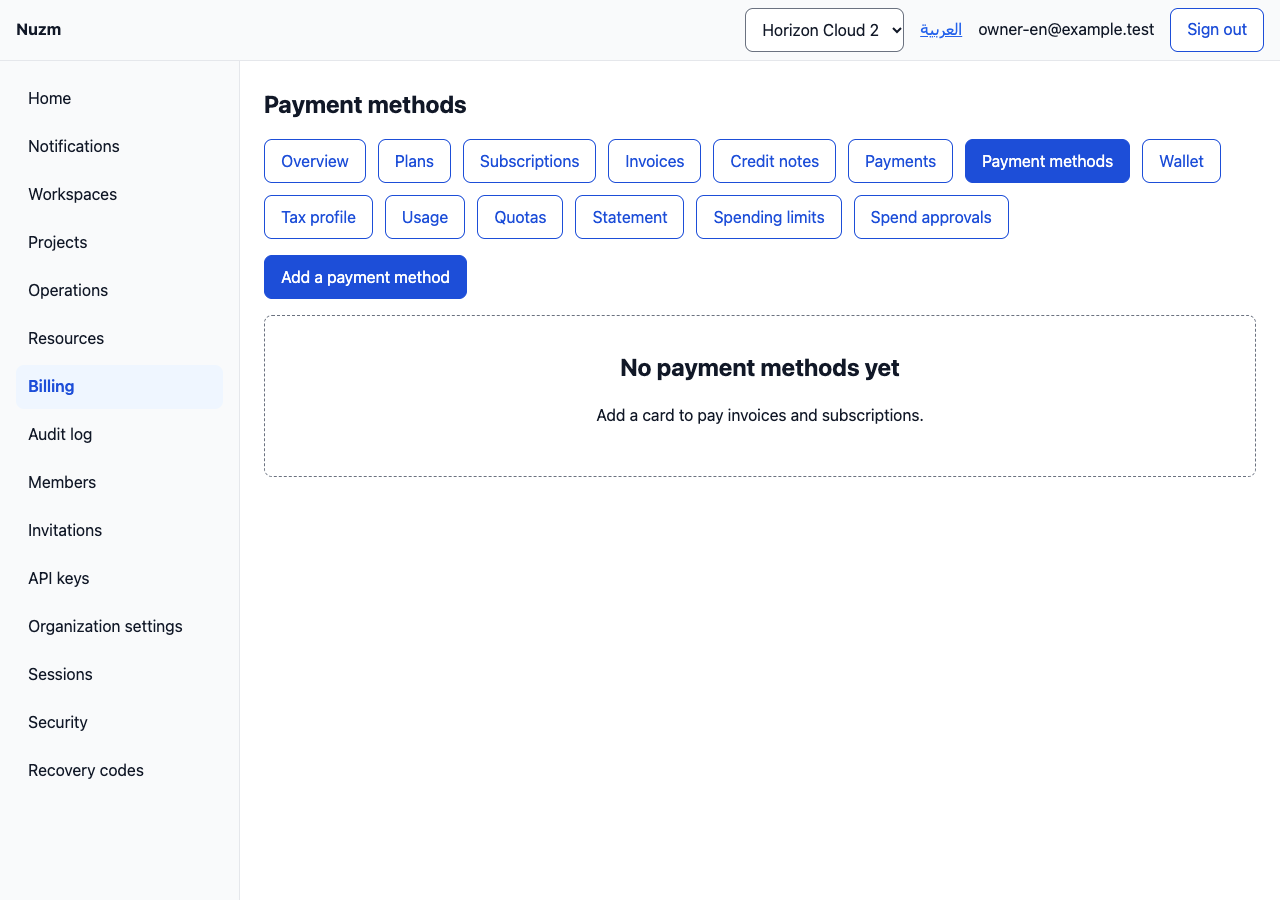 Nuzm
Horizon Cloud 2
العربية
owner-en@example.test
Sign out
Home
Notifications
Workspaces
Projects
Operations
Resources
Billing
Audit log
Members
Invitations
API keys
Organization settings
Sessions
Security
Recovery codes
Payment methods
Overview Plans Subscriptions Invoices Credit notes Payments Payment methods Wallet
Tax profile Usage Quotas Statement Spending limits Spend approvals
Add a payment method
No payment methods yet
Add a card to pay invoices and subscriptions.